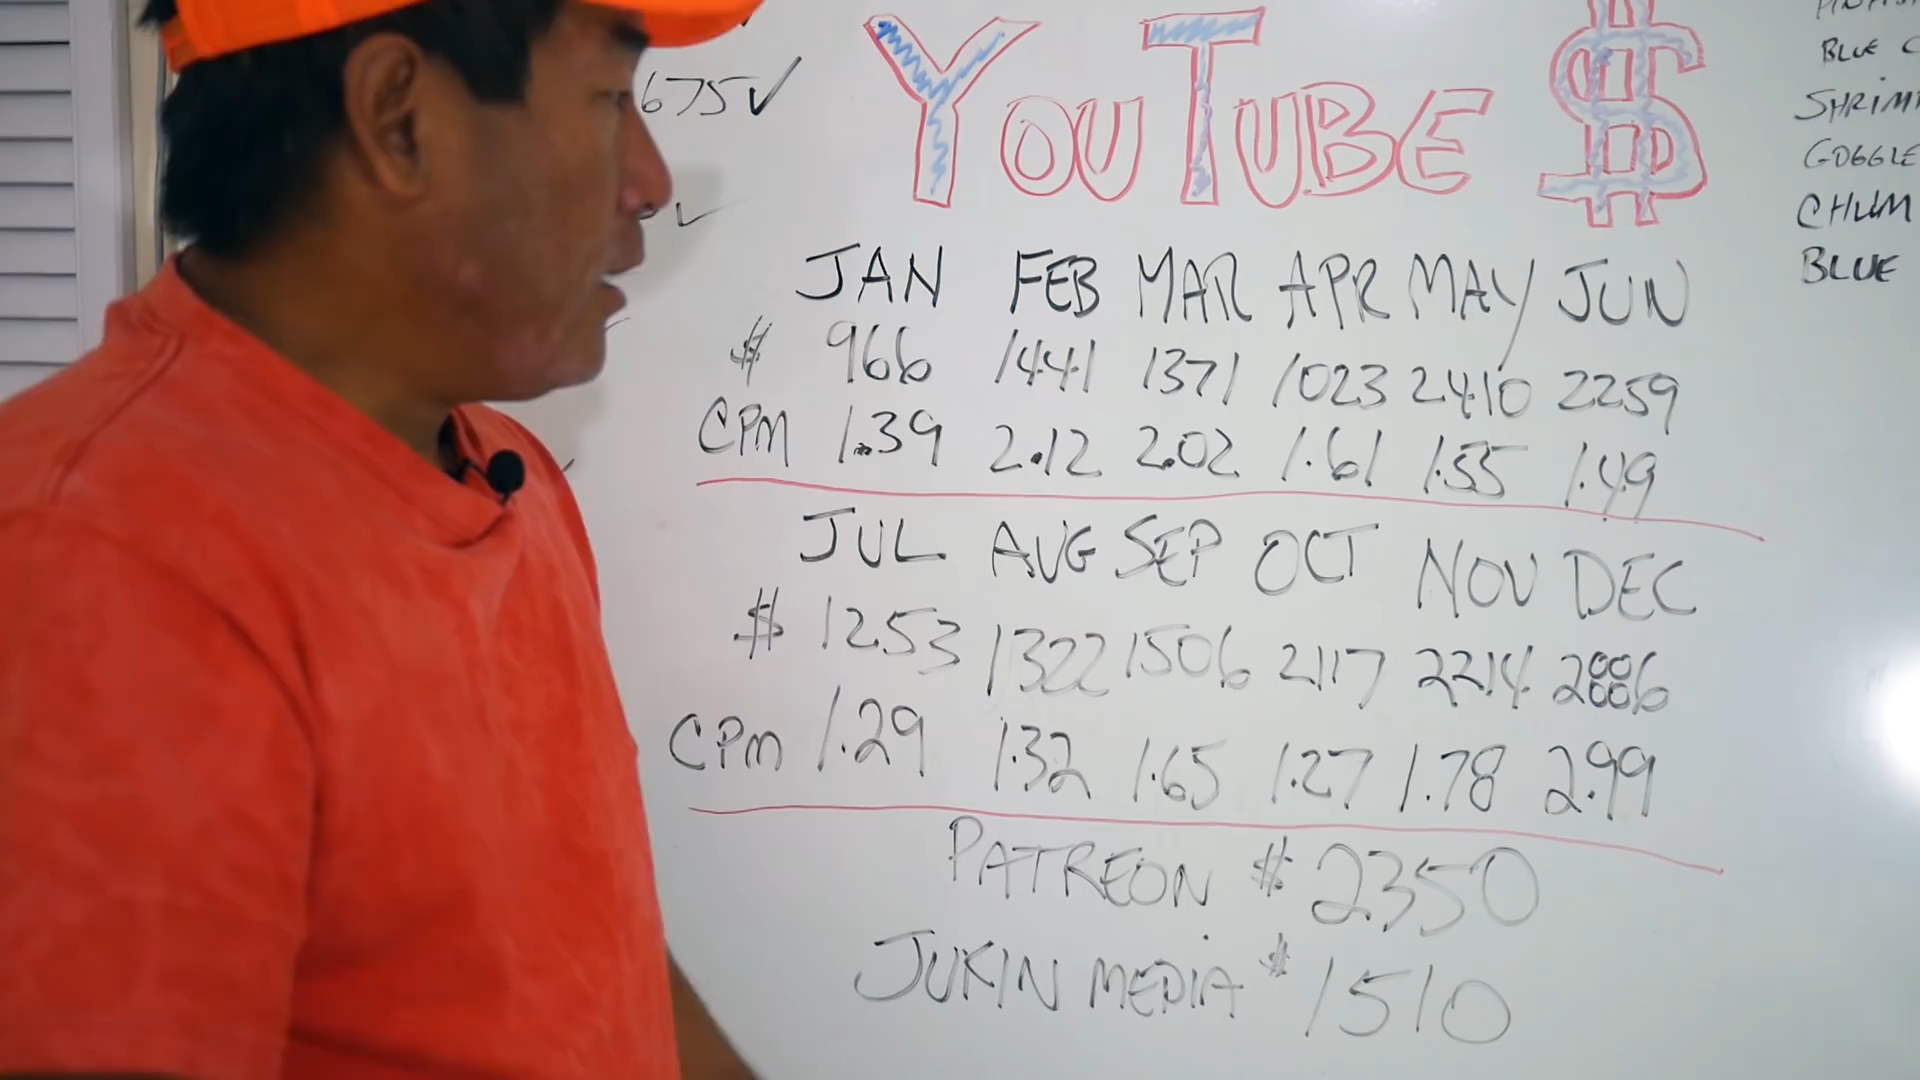 675✓
YOUTUBE $
JAN FEB MAR APR MAY JUN
$ 966 1441 1371 1023 2410 2259
CPM 1.39 2.12 2.02 1.61 1.55 1.49
JUL AUG SEP OCT NOV DEC
$ 1253 1322 1506 2117 2214 2886
CPM 1.29 1.32 1.65 1.27 1.78 2.99
PATREON $2350
JUKIN MEDIA $1510
BLUE C
SHRIM
GOGGLE
CHUM
BLUE